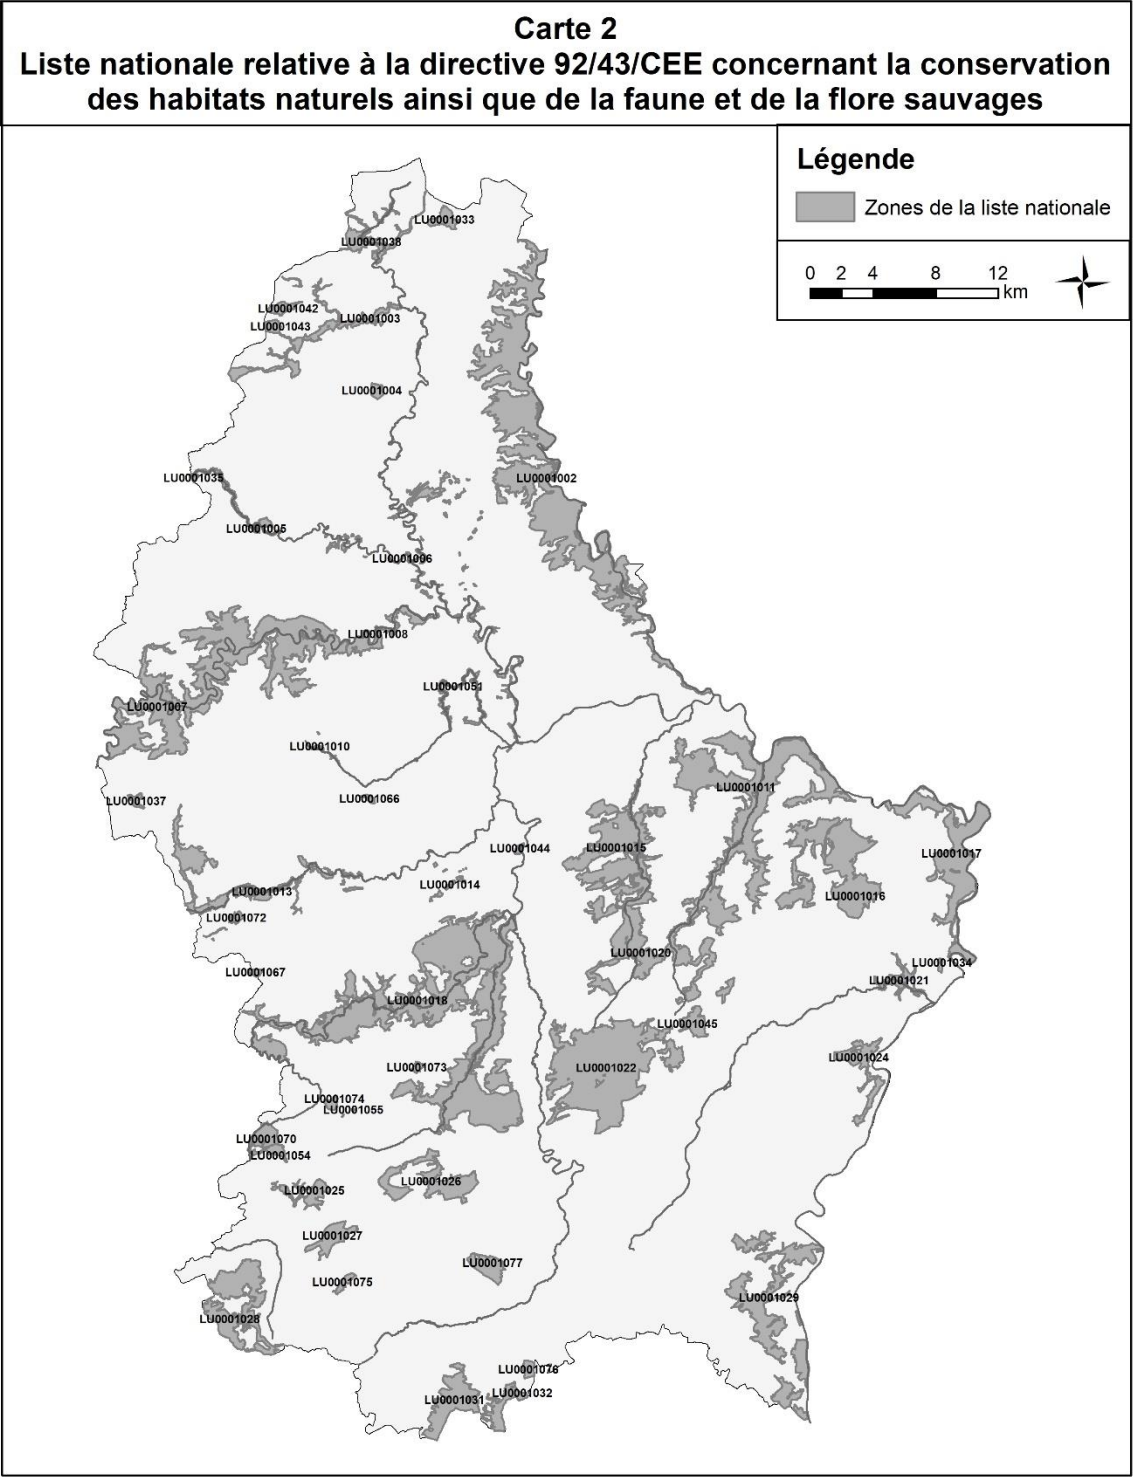 Carte 2
Liste nationale relative à la directive 92/43/CEE concernant la conservation
des habitats naturels ainsi que de la faune et de la flore sauvages
Légende
Zones de la liste nationale
0 2 4 8 12
km
LU0001033
LU0001038
LU0001042
LU0001003
LU0001043
LU0001004
LU0001035
LU0001002
LU0001005
LU0001006
LU0001008
LU0001051
LU0001007
LU0001010
LU0001011
LU0001037
LU0001066
LU0001044
LU0001015
LU0001017
LU0001014
LU0001013
LU0001016
LU0001072
LU0001020
LU0001034
LU0001067
LU0001021
LU0001018
LU0001045
LU0001024
LU0001073
LU0001022
LU0001074
LU0001055
LU0001070
LU0001054
LU0001026
LU0001025
LU0001027
LU0001077
LU0001075
LU0001029
LU0001028
LU0001076
LU0001032
LU0001031